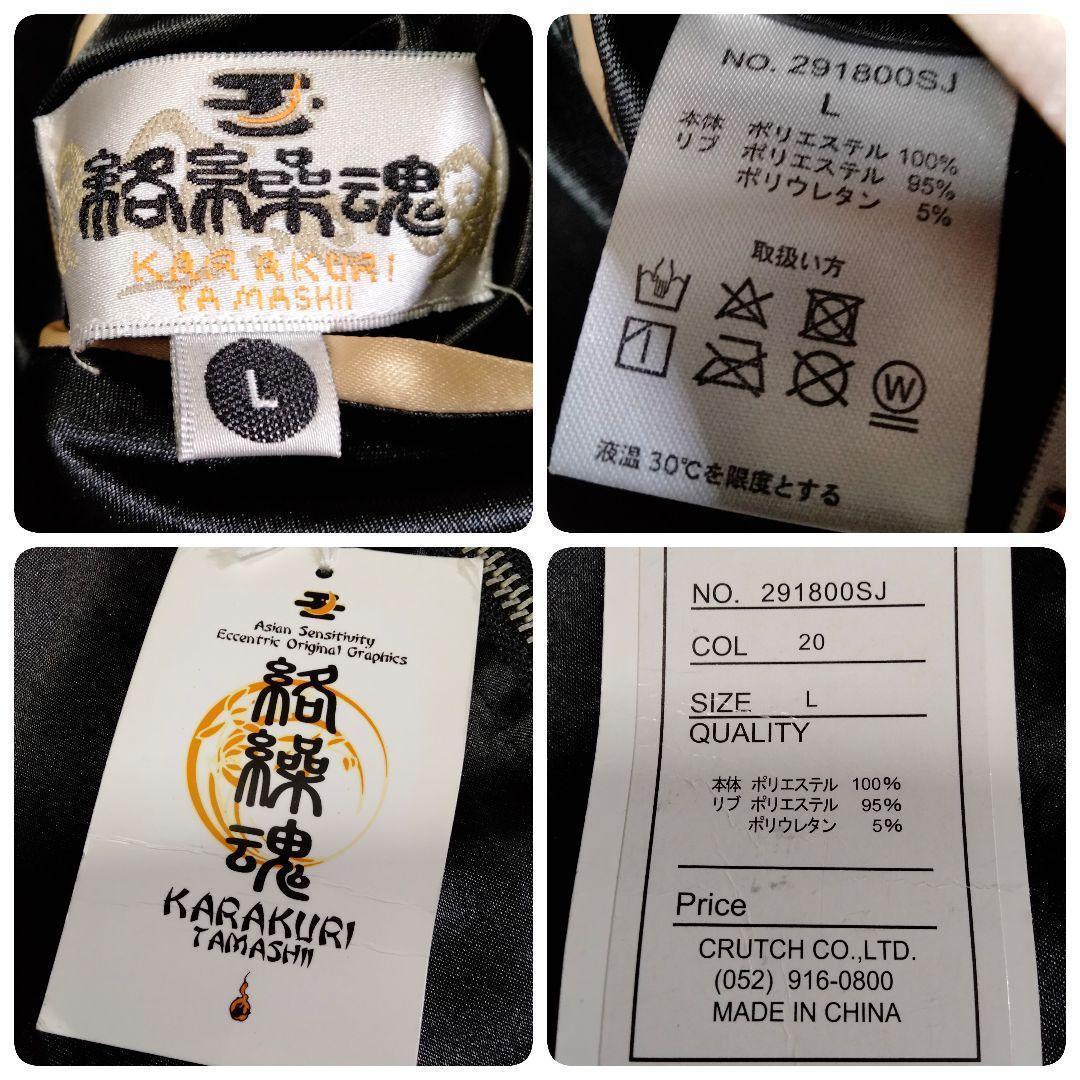 絡繰魂
KARAKURI
TAMASHII
L
NO. 291800SJ
L
本体 ポリエステル 100%
リブ ポリエステル 95%
ポリウレタン 5%
取扱い方
W
液温 30℃を限度とする
Asian Sensitivity
Eccentric Original Graphics
絡
繰
魂
KARAKURI
TAMASHII
NO. 291800SJ
COL 20
SIZE L
QUALITY
本体 ポリエステル 100%
リブ ポリエステル 95%
ポリウレタン 5%
Price
CRUTCH CO.,LTD.
(052) 916-0800
MADE IN CHINA